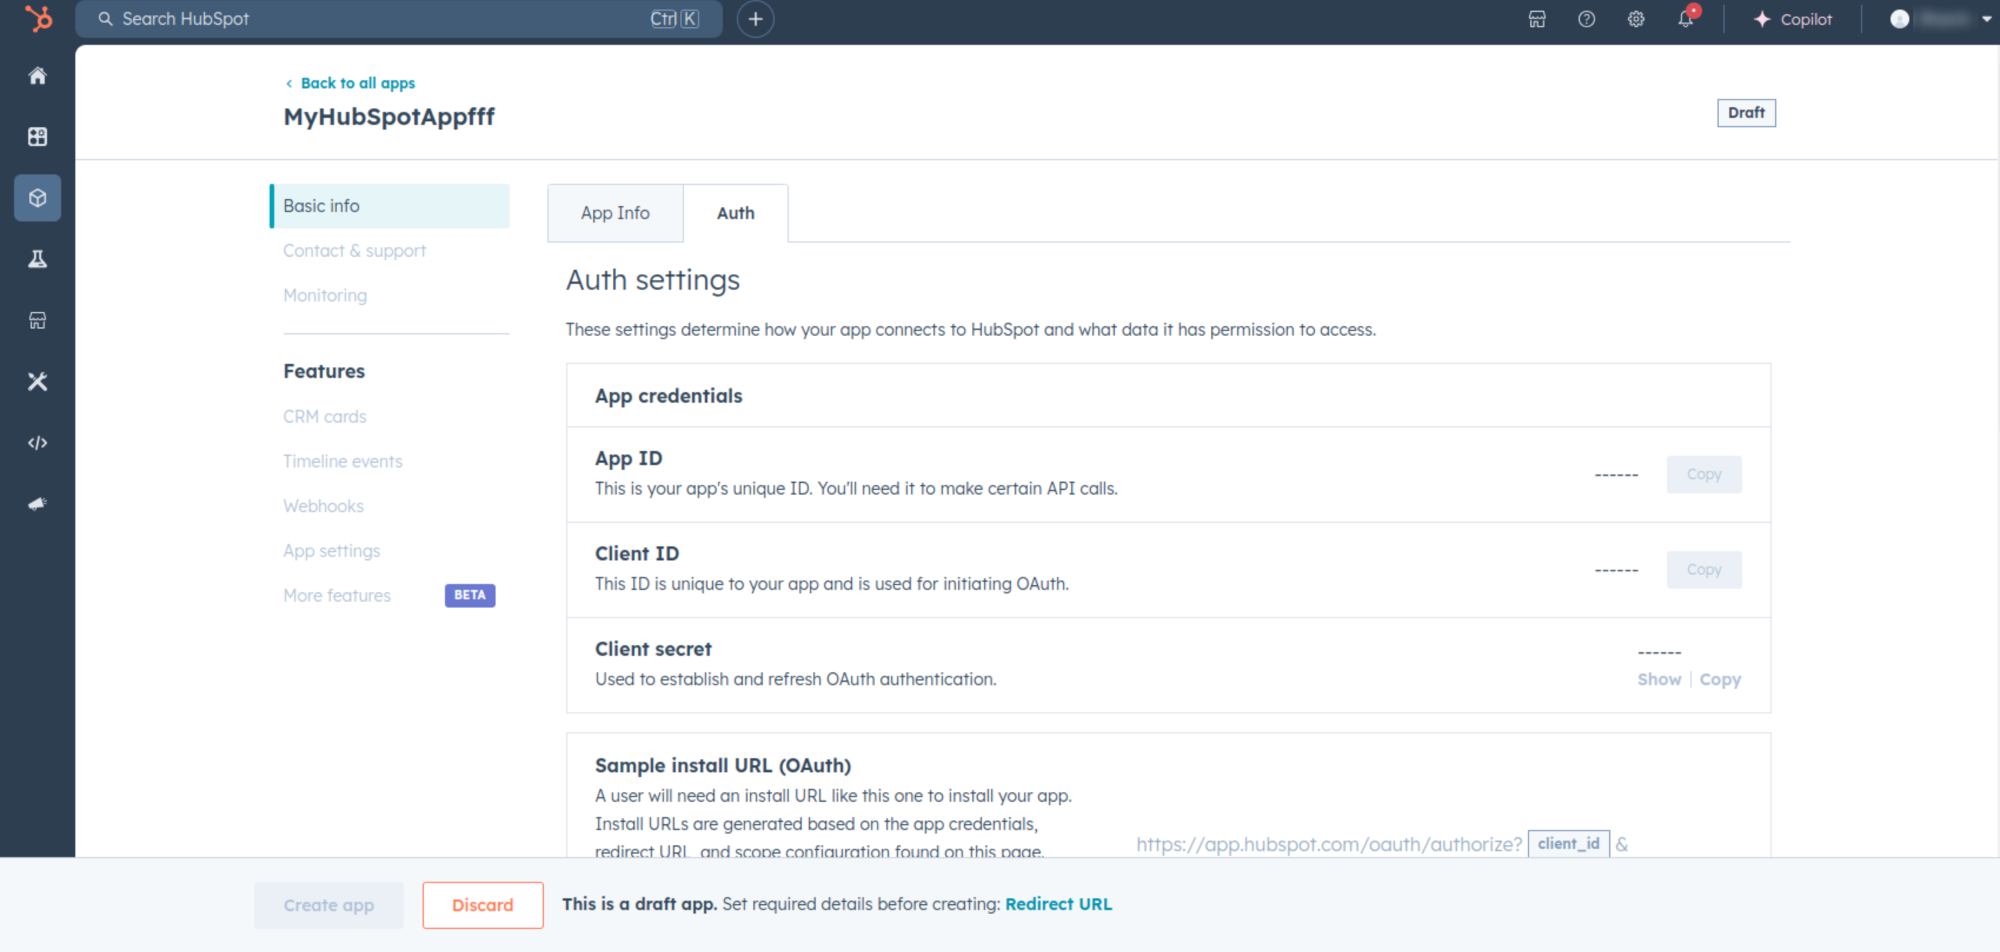 Search HubSpot
Ctrl K
Copilot
Back to all apps
MyHubSpotAppfff
Draft
Basic info
Contact & support
Monitoring
Features
CRM cards
Timeline events
Webhooks
App settings
More features BETA
App Info
Auth
Auth settings
These settings determine how your app connects to HubSpot and what data it has permission to access.
App credentials
App ID
This is your app's unique ID. You'll need it to make certain API calls.
------ Copy
Client ID
This ID is unique to your app and is used for initiating OAuth.
------ Copy
Client secret
Used to establish and refresh OAuth authentication.
------
Show | Copy
Sample install URL (OAuth)
A user will need an install URL like this one to install your app.
Install URLs are generated based on the app credentials,
redirect URL, and scope configuration found on this page.
https://app.hubspot.com/oauth/authorize? client_id &
Create app
Discard
This is a draft app. Set required details before creating: Redirect URL